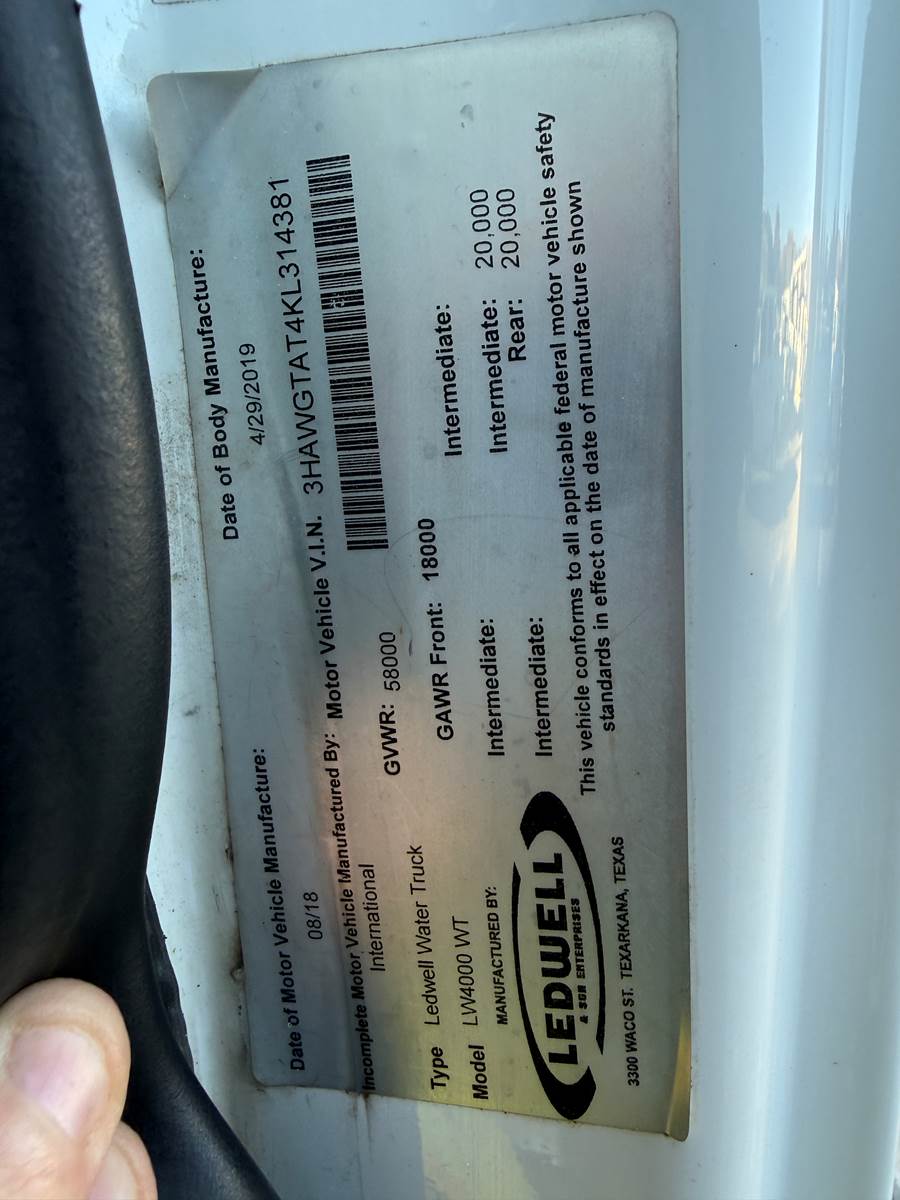 Date of Motor Vehicle Manufacture: Date of Body Manufacture:
08/18 4/29/2019
Incomplete Motor Vehicle Manufactured By: Motor Vehicle V.I.N. 3HAWGTAT4KL314381
International
GVWR: 58000
Type Ledwell Water Truck
GAWR Front: 18000 Intermediate:
Model LW4000 WT
Intermediate: Intermediate: 20,000
MANUFACTURED BY:
Intermediate: Rear: 20,000
LEDWELL
& SON ENTERPRISES
3300 WACO ST. TEXARKANA, TEXAS
This vehicle conforms to all applicable federal motor vehicle safety
standards in effect on the date of manufacture shown